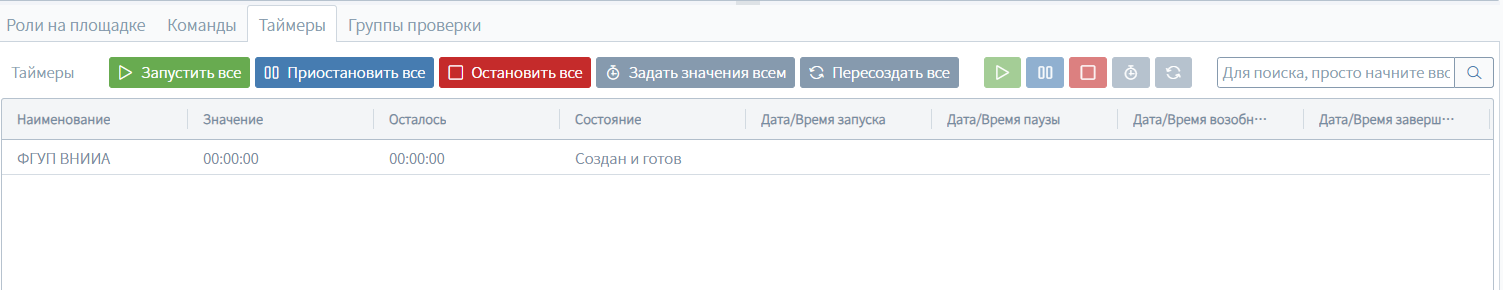 Роли на площадке Команды Таймеры Группы проверки
Таймеры Запустить все Приостановить все Остановить все Задать значения всем Пересоздать все Для поиска, просто начните ввс
Наименование Значение Осталось Состояние Дата/Время запуска Дата/Время паузы Дата/Время возобн··· Дата/Время заверш···
ФГУП ВНИИА 00:00:00 00:00:00 Создан и готов